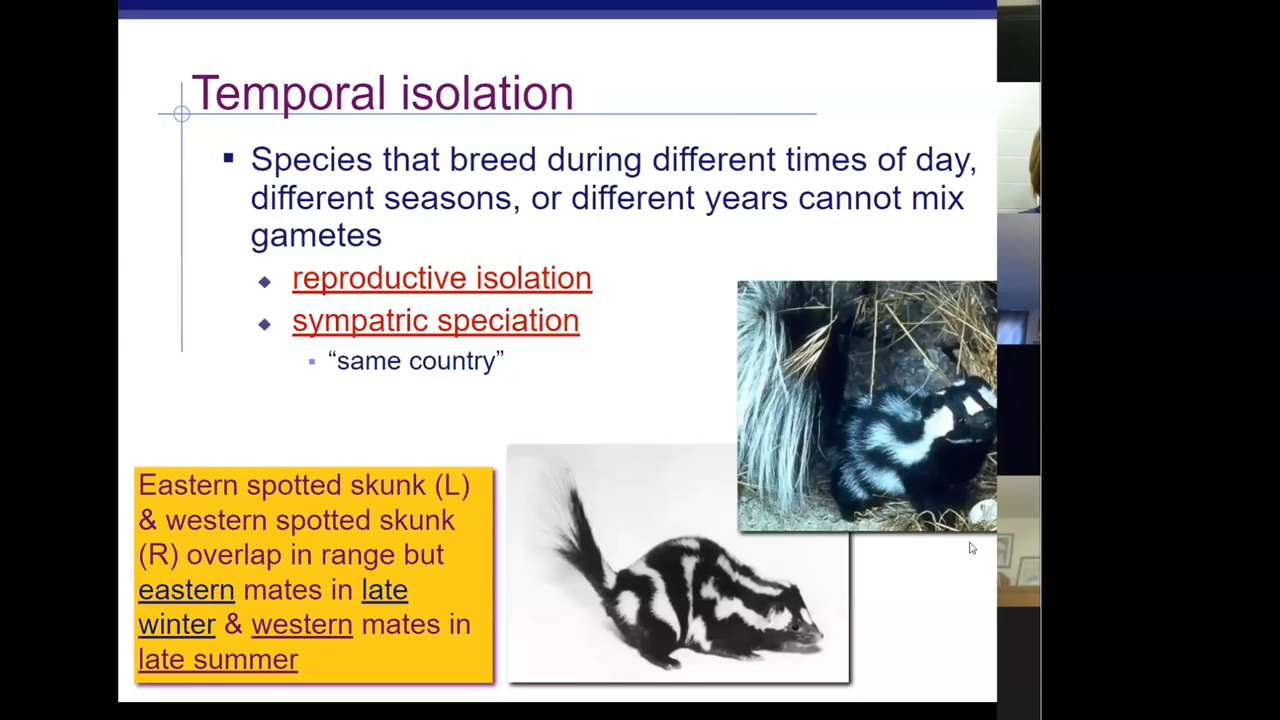 Temporal isolation
Species that breed during different times of day,
different seasons, or different years cannot mix
gametes
reproductive isolation
sympatric speciation
“same country”
Eastern spotted skunk (L)
& western spotted skunk
(R) overlap in range but
eastern mates in late
winter & western mates in
late summer